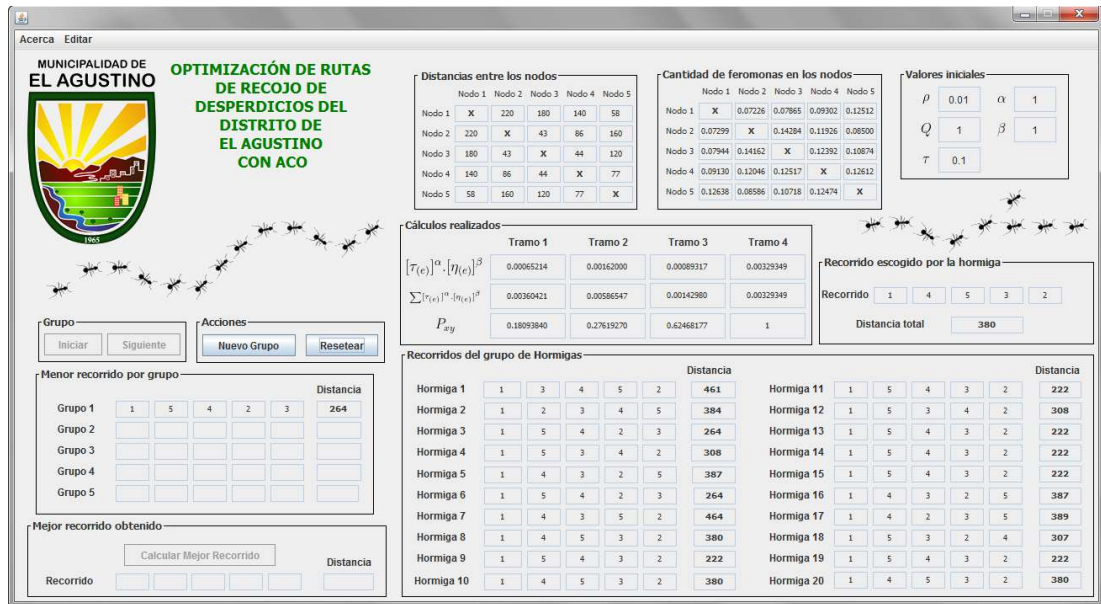 Acerca Editar
MUNICIPALIDAD DE
EL AGUSTINO
1965
OPTIMIZACIÓN DE RUTAS
DE RECOJO DE
DESPERDICIOS DEL
DISTRITO DE
EL AGUSTINO
CON ACO
Distancias entre los nodos
Nodo 1 Nodo 2 Nodo 3 Nodo 4 Nodo 5
Nodo 1 X 220 180 140 58
Nodo 2 220 X 43 86 160
Nodo 3 180 43 X 44 120
Nodo 4 140 86 44 X 77
Nodo 5 58 160 120 77 X
Cantidad de feromonas en los nodos
Nodo 1 Nodo 2 Nodo 3 Nodo 4 Nodo 5
Nodo 1 X 0.07226 0.07865 0.09302 0.12512
Nodo 2 0.07299 X 0.14284 0.11926 0.08500
Nodo 3 0.07944 0.14162 X 0.12392 0.10874
Nodo 4 0.09130 0.12046 0.12517 X 0.12612
Nodo 5 0.12638 0.08586 0.10718 0.12474 X
Valores iniciales
ρ 0.01 α 1
Q 1 β 1
τ 0.1
Cálculos realizados
Tramo 1 Tramo 2 Tramo 3 Tramo 4
[τ(e)]^α.[η(e)]^β 0.00065214 0.00162000 0.00089317 0.00329349
∑[τ(e)]^α.[η(e)]^β 0.00360421 0.00586547 0.00142980 0.00329349
Pxy 0.18093840 0.27619270 0.62468177 1
Recorrido escogido por la hormiga
Recorrido 1 4 5 3 2
Distancia total 380
Grupo
Iniciar Siguiente
Acciones
Nuevo Grupo Resetear
Menor recorrido por grupo
Distancia
Grupo 1 1 5 4 2 3 264
Grupo 2
Grupo 3
Grupo 4
Grupo 5
Mejor recorrido obtenido
Calcular Mejor Recorrido Distancia
Recorrido
Recorridos del grupo de Hormigas
Distancia Distancia
Hormiga 1 1 3 4 5 2 461 Hormiga 11 1 5 4 3 2 222
Hormiga 2 1 2 3 4 5 384 Hormiga 12 1 5 3 4 2 308
Hormiga 3 1 5 4 2 3 264 Hormiga 13 1 5 4 3 2 222
Hormiga 4 1 5 3 4 2 308 Hormiga 14 1 5 4 3 2 222
Hormiga 5 1 4 3 2 5 387 Hormiga 15 1 5 4 3 2 222
Hormiga 6 1 5 4 2 3 264 Hormiga 16 1 4 3 2 5 387
Hormiga 7 1 4 3 5 2 464 Hormiga 17 1 4 2 3 5 389
Hormiga 8 1 4 5 3 2 380 Hormiga 18 1 5 3 2 4 307
Hormiga 9 1 5 4 3 2 222 Hormiga 19 1 5 4 3 2 222
Hormiga 10 1 4 5 3 2 380 Hormiga 20 1 4 5 3 2 380